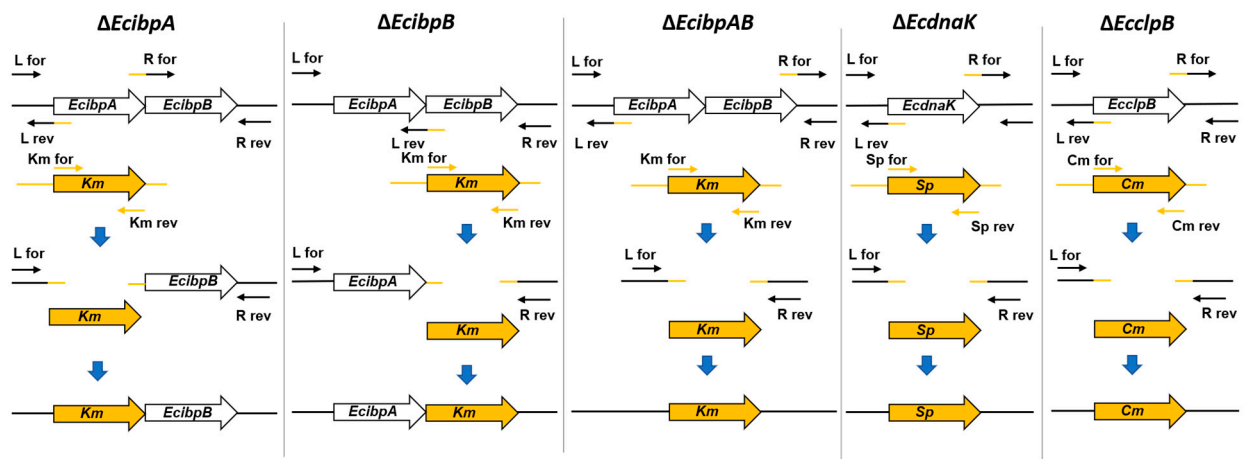 ΔEcibpA
L for
R for
EcibpA
EcibpB
L rev
R rev
Km for
Km
Km rev
L for
EcibpB
R rev
Km
Km
EcibpB
ΔEcibpB
L for
EcibpA
EcibpB
L rev
R rev
Km for
Km
Km rev
L for
EcibpA
R rev
Km
EcibpA
Km
ΔEcibpAB
L for
R for
EcibpA
EcibpB
L rev
R rev
Km for
Km
Km rev
L for
R rev
Km
Km
ΔEcdnaK
L for
R for
EcdnaK
L rev
Sp for
Sp
Sp rev
L for
R rev
Sp
Sp
ΔEcclpB
L for
R for
EcclpB
L rev
R rev
Cm for
Cm
Cm rev
L for
R rev
Cm
Cm